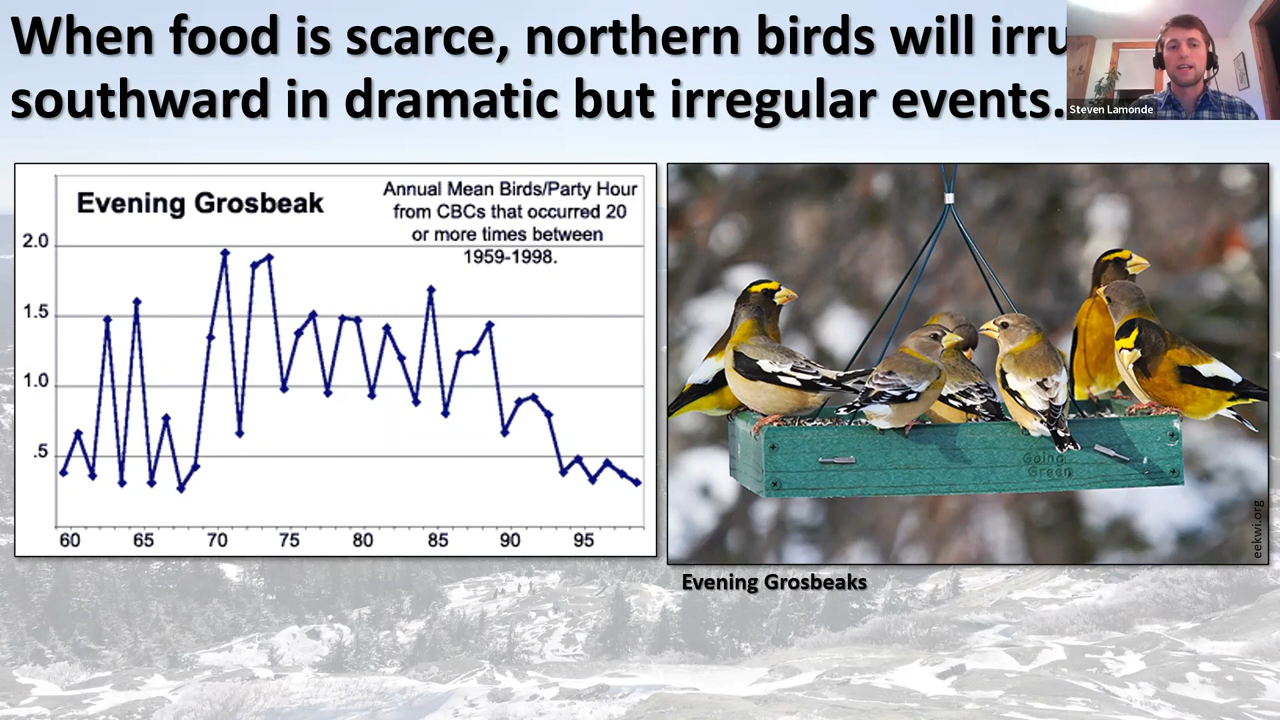 When food is scarce, northern birds will irru
southward in dramatic but irregular events.
Steven Lamonde
Evening Grosbeak
Annual Mean Birds/Party Hour
from CBCs that occurred 20
or more times between
1959-1998.
2.0
1.5
1.0
.5
60 65 70 75 80 85 90 95
Going
Green
eekwi.org
Evening Grosbeaks